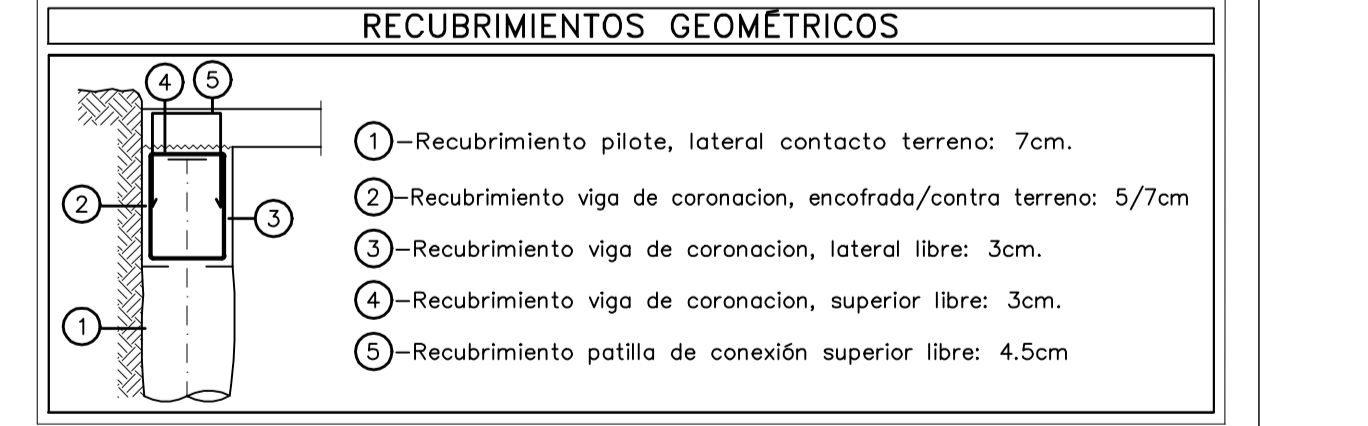 RECUBRIMIENTOS GEOMÉTRICOS
4 5
1 -Recubrimiento pilote, lateral contacto terreno: 7cm.
2 2 -Recubrimiento viga de coronacion, encofrada/contra terreno: 5/7cm
3 3 -Recubrimiento viga de coronacion, lateral libre: 3cm.
4 -Recubrimiento viga de coronacion, superior libre: 3cm.
1 5 -Recubrimiento patilla de conexión superior libre: 4.5cm